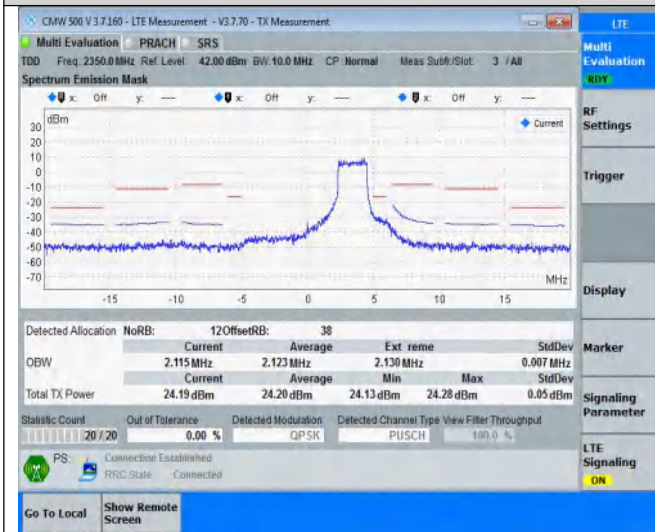 CMW 500 V 3.7.160 - LTE Measurement - V3.7.70 - TX Measurement
LTE
Multi Evaluation PRACH SRS
TDD Freq.:2350.0 MHz Ref. Level: 42.00 dBm BW: 10.0 MHz CP :Normal Meas Subfr./Slot: 3 /All
Spectrum Emission Mask
x: Off y: --- x: Off y: --- x: Off y: ---
dBm
Current
30
20
10
0
-10
-20
-30
-40
-50
-60
-70
MHz
-15 -10 -5 0 5 10 15
Detected Allocation NoRB: 12OffsetRB: 38
Current Average Ext reme StdDev
OBW 2.115 MHz 2.123 MHz 2.130 MHz 0.007 MHz
Current Average Min Max StdDev
Total TX Power 24.19 dBm 24.20 dBm 24.13 dBm 24.28 dBm 0.05 dBm
Statistic Count Out of Tolerance Detected Modulation Detected Channel Type View Filter Throughput
20 / 20 0.00 % QPSK PUSCH 100.0 %
PS: Connection Established
RRC State Connected
Multi
Evaluation
RDY
RF
Settings
Trigger
Display
Marker
Signaling
Parameter
LTE
Signaling
ON
Go To Local
Show Remote
Screen